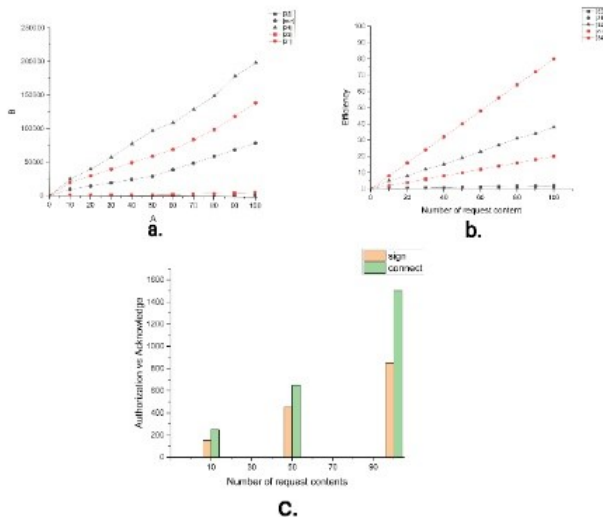 250000
200000
150000
100000
50000
0
B
0 10 20 30 40 50 60 70 80 90 100
A
a.
100
80
60
40
30
20
10
0
Efficiency
0 20 40 60 80 100
Number of request content
b.
sign
connect
1600
1400
1200
1000
800
600
400
200
0
Authorization vs Acknowledge
10 30 50 70 90
Number of request contents
C.